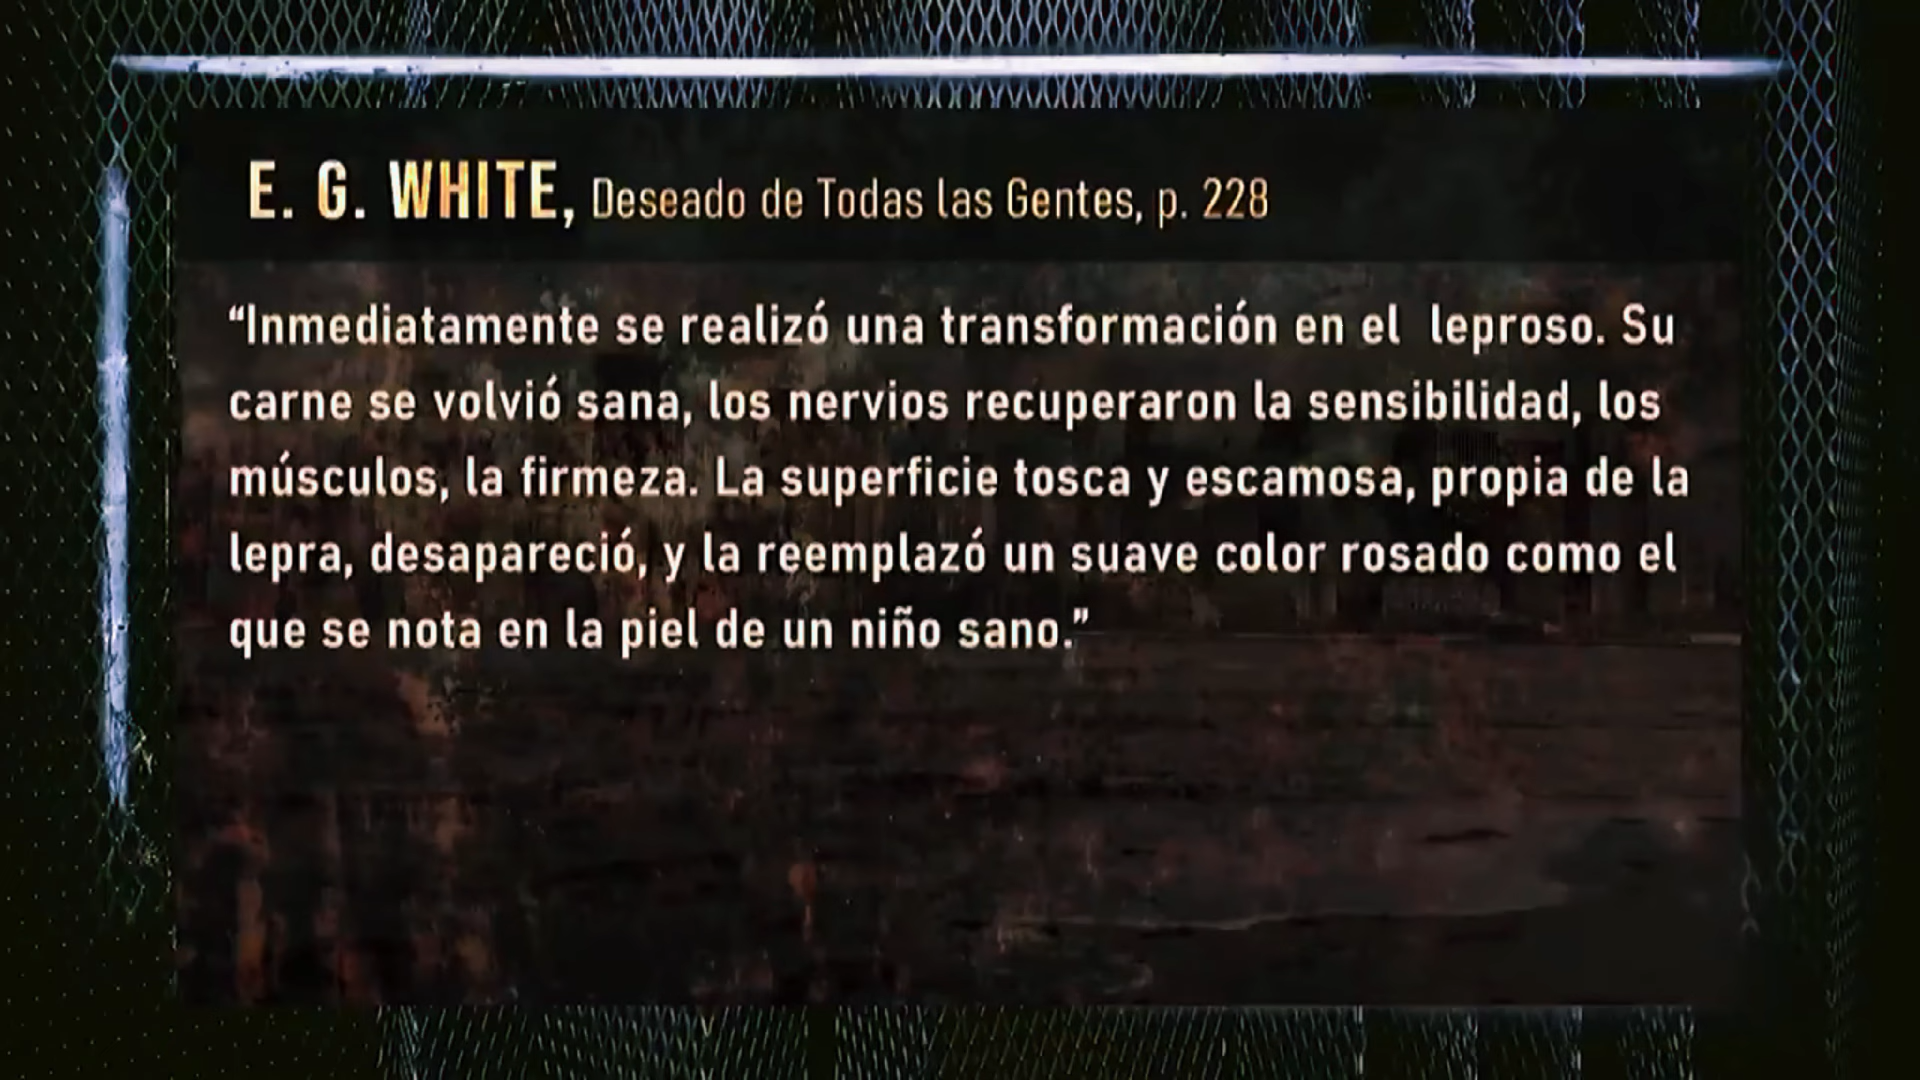 E. G. WHITE, Deseado de Todas las Gentes, p. 228
“Inmediatamente se realizó una transformación en el leproso. Su
carne se volvió sana, los nervios recuperaron la sensibilidad, los
músculos, la firmeza. La superficie tosca y escamosa, propia de la
lepra, desapareció, y la reemplazó un suave color rosado como el
que se nota en la piel de un niño sano.”